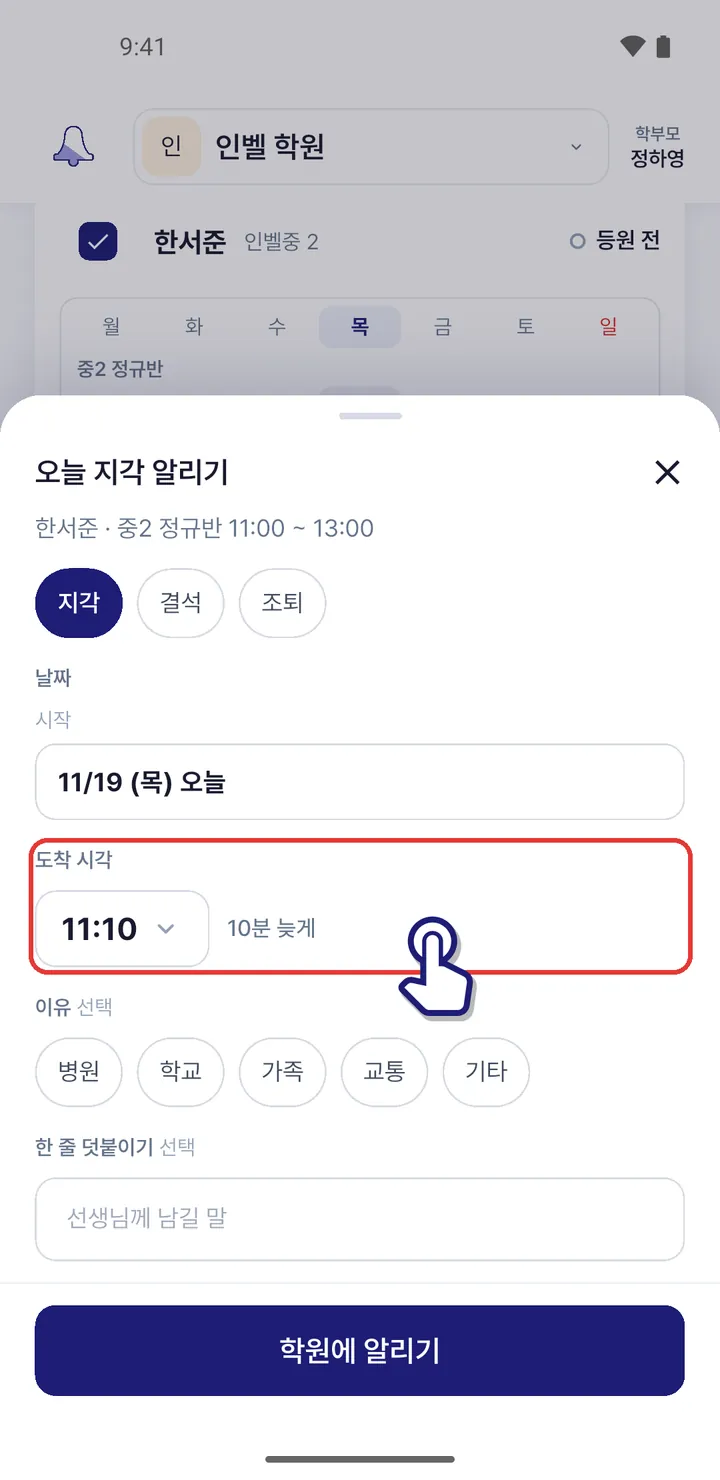 9:41
인 인벨 학원
학부모
정하영
한서준 인벨중 2 등원 전
월 화 수 목 금 토 일
중2 정규반
오늘 지각 알리기
한서준 · 중2 정규반 11:00 ~ 13:00
지각 결석 조퇴
날짜
시작
11/19 (목) 오늘
도착 시각
11:10 10분 늦게
이유 선택
병원 학교 가족 교통 기타
한 줄 덧붙이기 선택
선생님께 남길 말
학원에 알리기